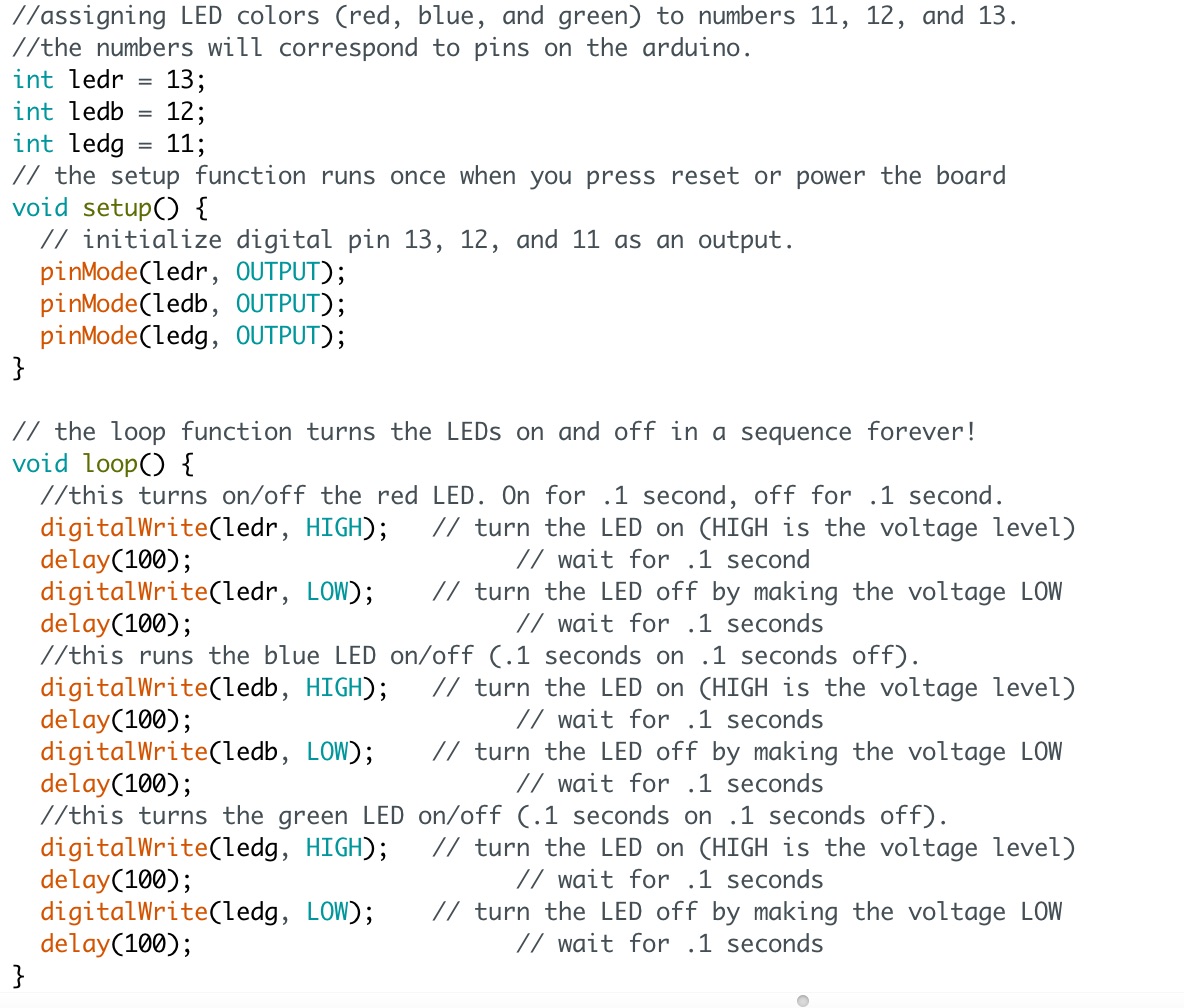 //assigning LED colors (red, blue, and green) to numbers 11, 12, and 13.
//the numbers will correspond to pins on the arduino.
int ledr = 13;
int ledb = 12;
int ledg = 11;
// the setup function runs once when you press reset or power the board
void setup() {
  // initialize digital pin 13, 12, and 11 as an output.
  pinMode(ledr, OUTPUT);
  pinMode(ledb, OUTPUT);
  pinMode(ledg, OUTPUT);
}

// the loop function turns the LEDs on and off in a sequence forever!
void loop() {
  //this turns on/off the red LED. On for .1 second, off for .1 second.
  digitalWrite(ledr, HIGH);   // turn the LED on (HIGH is the voltage level)
  delay(100);                       // wait for .1 second
  digitalWrite(ledr, LOW);    // turn the LED off by making the voltage LOW
  delay(100);                       // wait for .1 seconds
  //this runs the blue LED on/off (.1 seconds on .1 seconds off).
  digitalWrite(ledb, HIGH);   // turn the LED on (HIGH is the voltage level)
  delay(100);                       // wait for .1 seconds
  digitalWrite(ledb, LOW);    // turn the LED off by making the voltage LOW
  delay(100);                       // wait for .1 seconds
  //this turns the green LED on/off (.1 seconds on .1 seconds off).
  digitalWrite(ledg, HIGH);   // turn the LED on (HIGH is the voltage level)
  delay(100);                       // wait for .1 seconds
  digitalWrite(ledg, LOW);    // turn the LED off by making the voltage LOW
  delay(100);                       // wait for .1 seconds
}